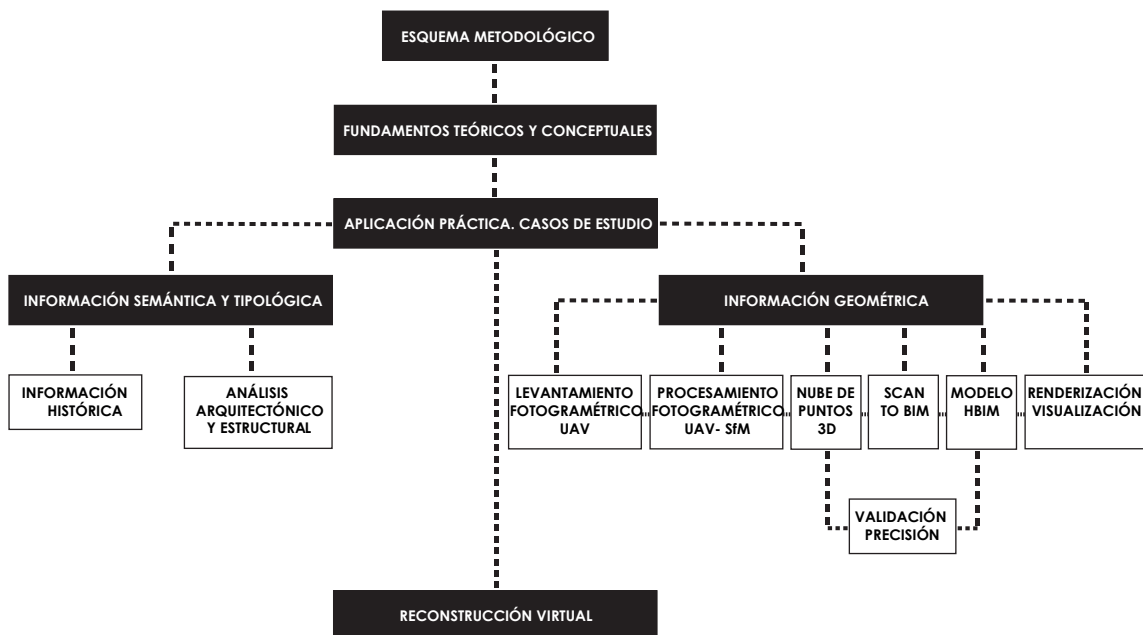 ESQUEMA METODOLÓGICO
FUNDAMENTOS TEÓRICOS Y CONCEPTUALES
APLICACIÓN PRÁCTICA. CASOS DE ESTUDIO
INFORMACIÓN SEMÁNTICA Y TIPOLÓGICA
INFORMACIÓN GEOMÉTRICA
INFORMACIÓN
HISTÓRICA
ANÁLISIS
ARQUITECTÓNICO
Y ESTRUCTURAL
LEVANTAMIENTO
FOTOGRAMÉTRICO
UAV
PROCESAMIENTO
FOTOGRAMÉTRICO
UAV- SfM
NUBE DE
PUNTOS
3D
SCAN
TO BIM
MODELO
HBIM
RENDERIZACIÓN
VISUALIZACIÓN
VALIDACIÓN
PRECISIÓN
RECONSTRUCCIÓN VIRTUAL